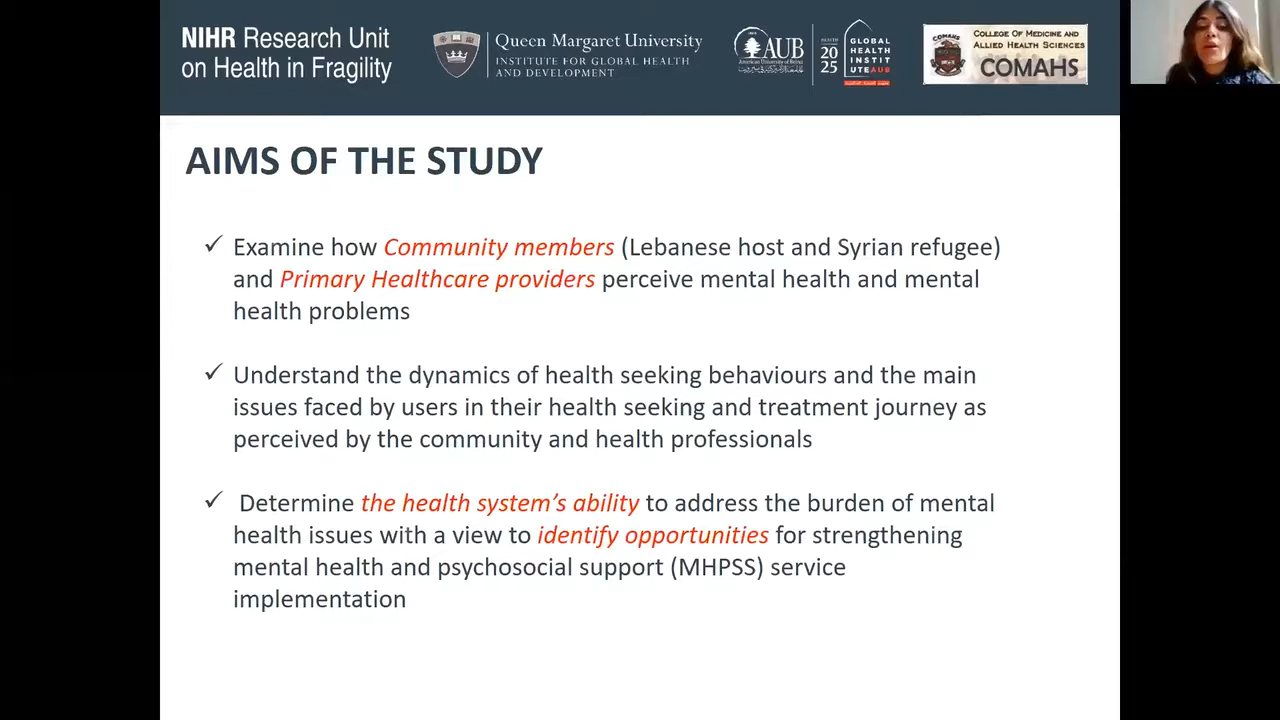 NIHR Research Unit
on Health in Fragility
Queen Margaret University
INSTITUTE FOR GLOBAL HEALTH
AND DEVELOPMENT
AUB
American University of Beirut
20
25
GLOBAL
HEALTH
INSTIT
UTEAUB
COMAHS
COLLEGE OF MEDICINE AND
ALLIED HEALTH SCIENCES
COMAHS
AIMS OF THE STUDY
✓ Examine how Community members (Lebanese host and Syrian refugee)
and Primary Healthcare providers perceive mental health and mental
health problems
✓ Understand the dynamics of health seeking behaviours and the main
issues faced by users in their health seeking and treatment journey as
perceived by the community and health professionals
✓ Determine the health system's ability to address the burden of mental
health issues with a view to identify opportunities for strengthening
mental health and psychosocial support (MHPSS) service
implementation